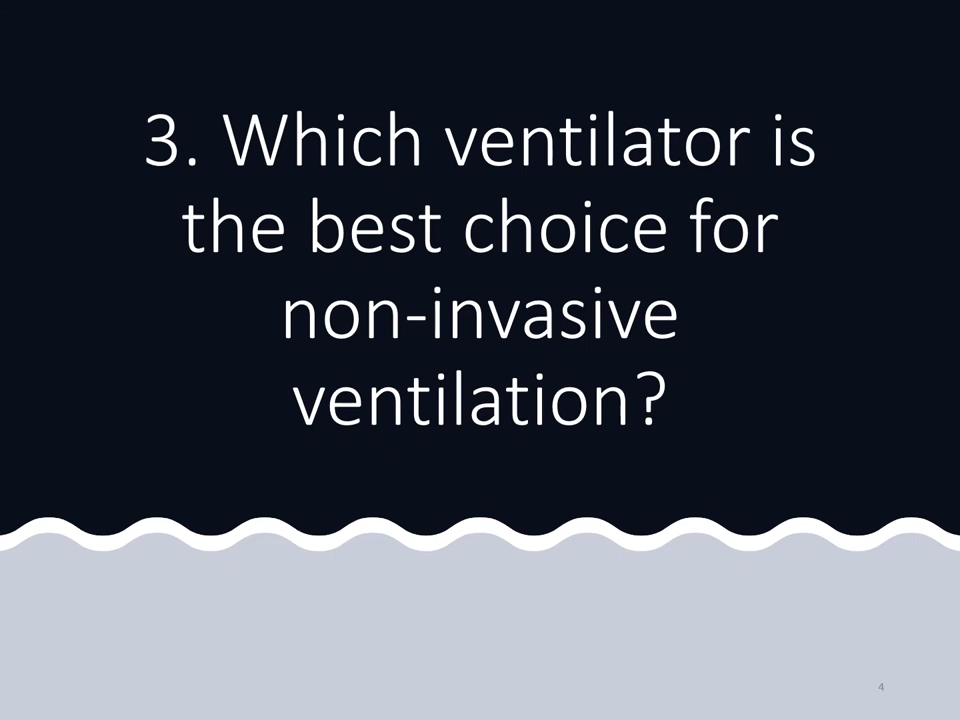 3. Which ventilator is
the best choice for
non-invasive
ventilation?
4